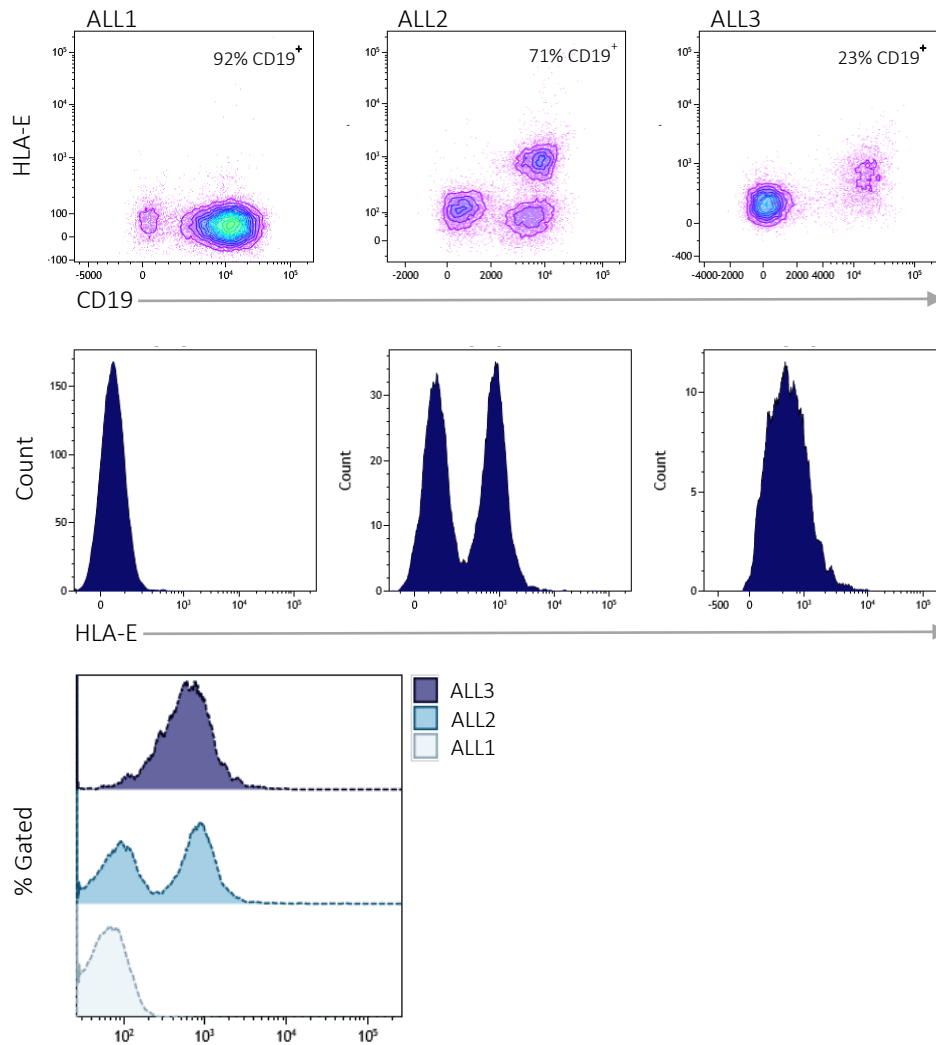 ALL1
ALL2
ALL3
92% CD19+
71% CD19+
23% CD19+
HLA-E
10⁵
10⁴
10³
100
0
-100
10⁵
10⁴
10³
10²
0
10⁵
10⁴
10³
100
0
-400
-5000 0 10⁴ 10⁵
-2000 0 2000 10⁴ 10⁵
-4000 -2000 0 2000 4000 10⁴ 10⁵
CD19
Count
150
100
50
0
Count
30
20
10
0
Count
10
5
0
0 10³ 10⁴ 10⁵
0 10³ 10⁴ 10⁵
-500 0 10³ 10⁴ 10⁵
HLA-E
% Gated
ALL3
ALL2
ALL1
10² 10³ 10⁴ 10⁵